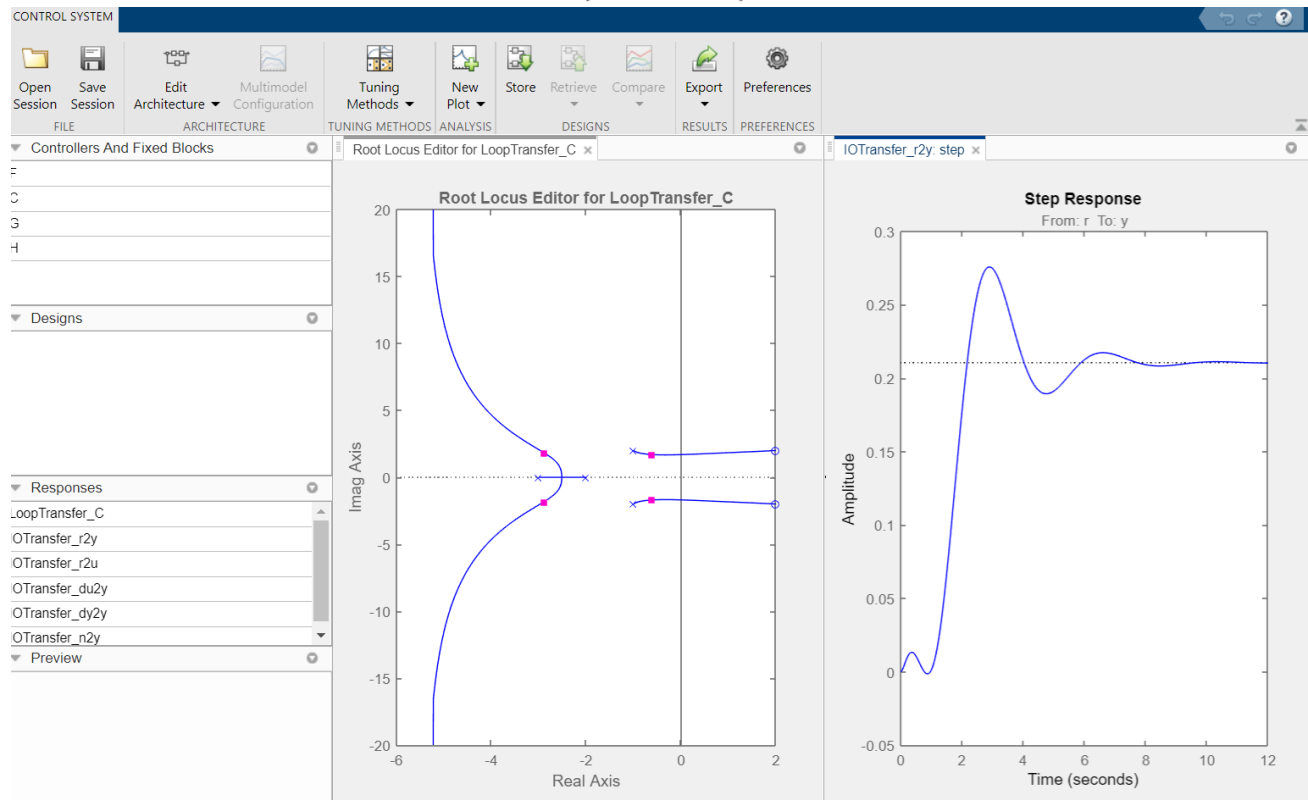 CONTROL SYSTEM
?
Open Session
Save Session
Edit Architecture
Multimodel Configuration
Tuning Methods
New Plot
Store
Retrieve
Compare
Export
Preferences
FILE
ARCHITECTURE
TUNING METHODS
ANALYSIS
DESIGNS
RESULTS
PREFERENCES
Controllers And Fixed Blocks
F
C
G
H
Designs
Responses
LoopTransfer_C
IOTransfer_r2y
IOTransfer_r2u
IOTransfer_du2y
IOTransfer_dy2y
IOTransfer_n2y
Preview
Root Locus Editor for LoopTransfer_C ×
Root Locus Editor for LoopTransfer_C
20
15
10
5
0
-5
-10
-15
-20
Imag Axis
-6 -4 -2 0 2
Real Axis
IOTransfer_r2y: step ×
Step Response
From: r To: y
0.3
0.25
0.2
0.15
0.1
0.05
0
-0.05
Amplitude
0 2 4 6 8 10 12
Time (seconds)